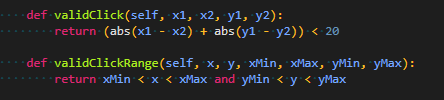 def validClick(self, x1, x2, y1, y2):
return (abs(x1 - x2) + abs(y1 - y2)) < 20
def validClickRange(self, x, y, xMin, xMax, yMin, yMax):
return xMin < x < xMax and yMin < y < yMax